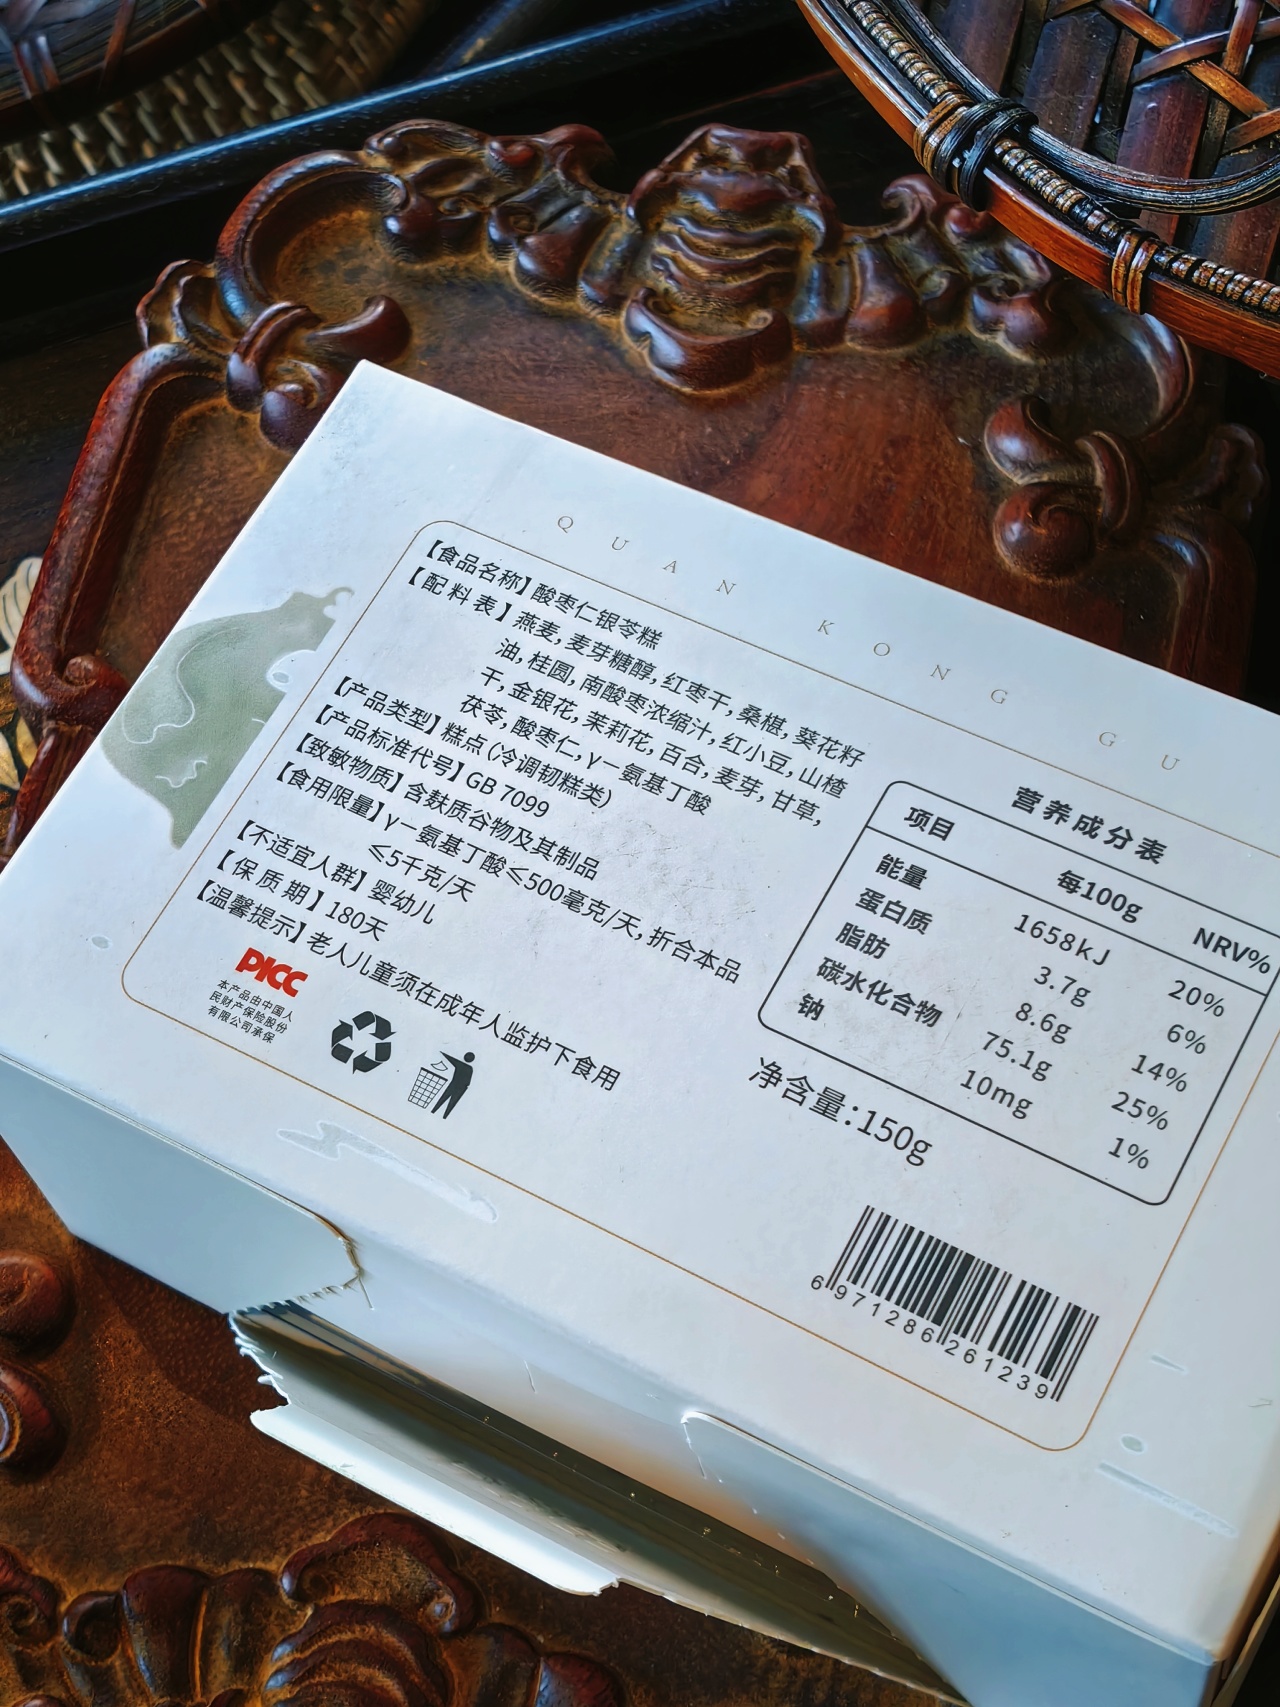 QUAN KONG GU
【食品名称】酸枣仁银苓糕
【配料表】燕麦,麦芽糖醇,红枣干,桑椹,葵花籽
油,桂圆,南酸枣浓缩汁,红小豆,山楂
干,金银花,茉莉花,百合,麦芽,甘草,
茯苓,酸枣仁,γ-氨基丁酸
【产品类型】糕点(冷调韧糕类)
【产品标准代号】GB 7099
【致敏物质】含麸质谷物及其制品
【食用限量】γ-氨基丁酸≤500毫克/天,折合本品
≤5千克/天
【不适宜人群】婴幼儿
【保质期】180天
【温馨提示】老人儿童须在成年人监护下食用
PICC
本产品由中国人
民财产保险股份
有限公司承保
营养成分表
项目 每100g NRV%
能量 1658kJ 20%
蛋白质 3.7g 6%
脂肪 8.6g 14%
碳水化合物 75.1g 25%
钠 10mg 1%
净含量:150g
6971286261239